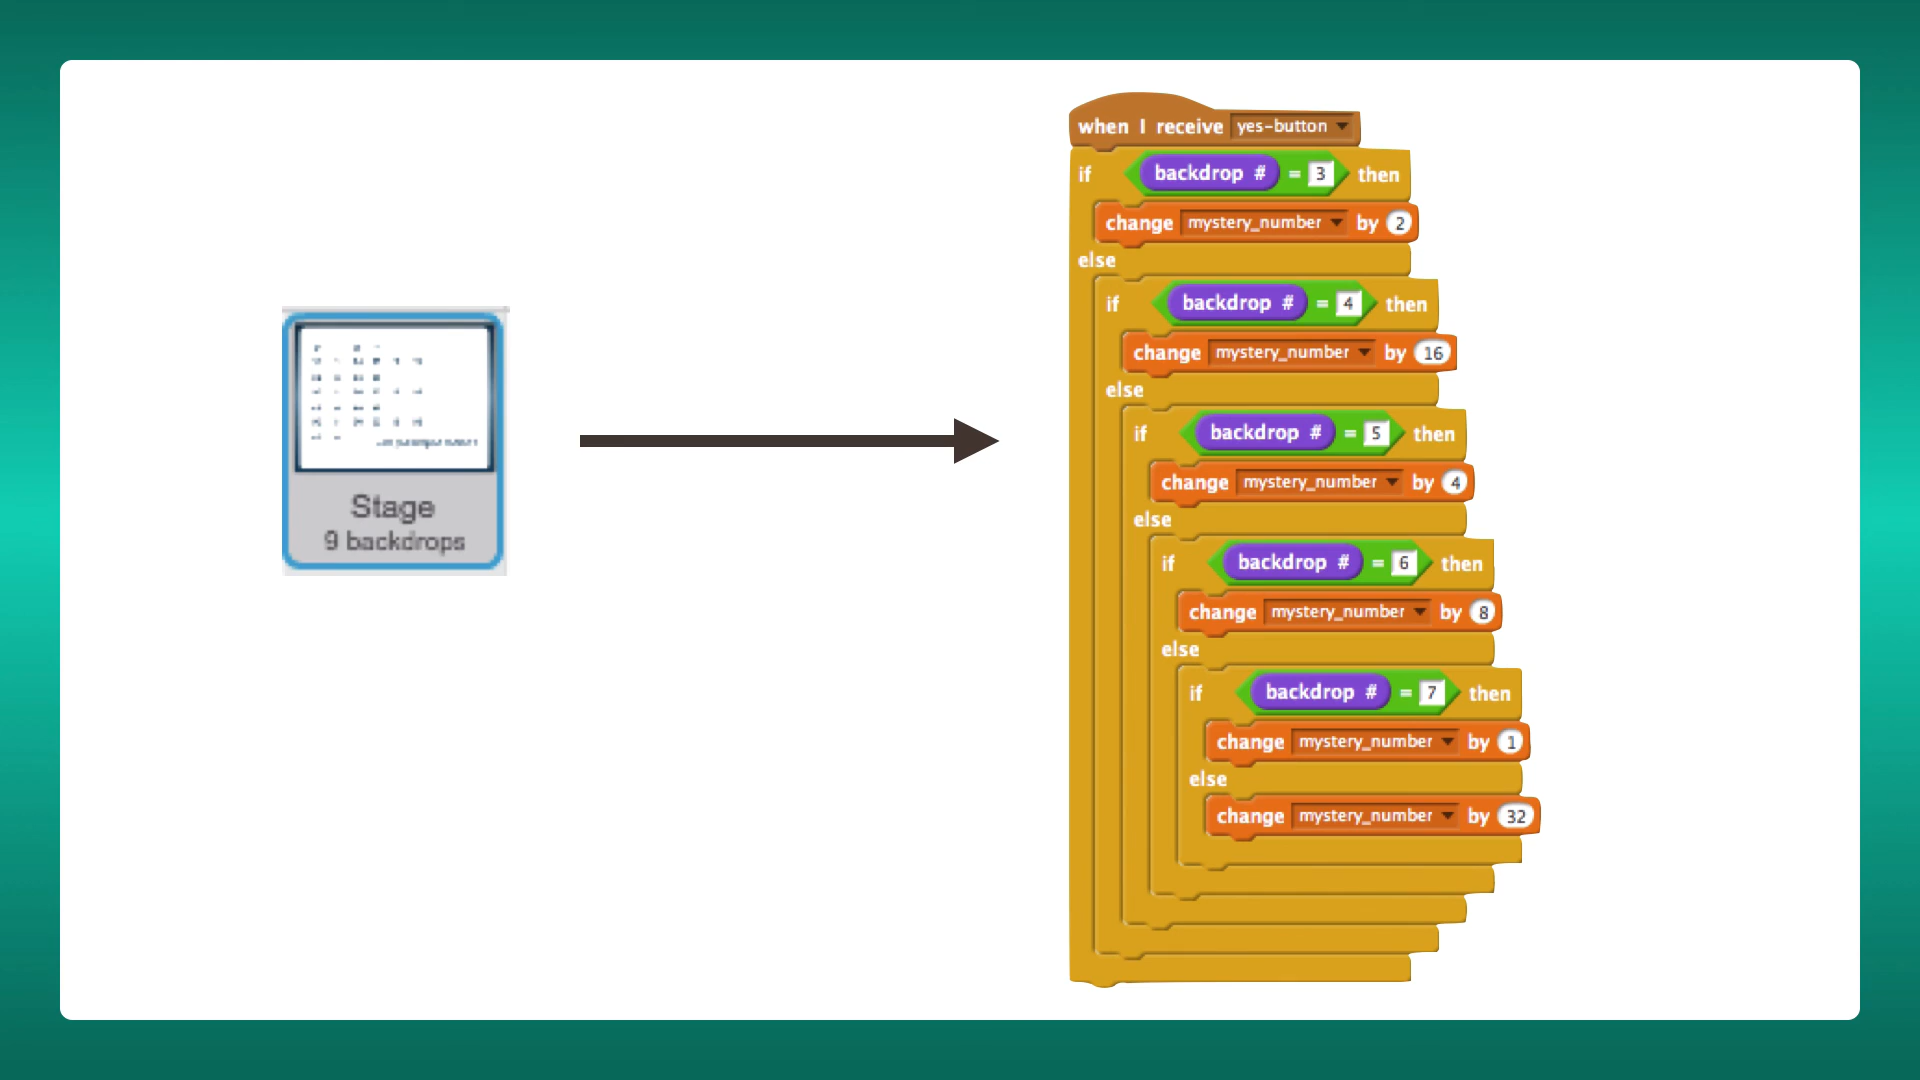 Stage
9 backdrops
when I receive yes-button
if backdrop # = 3 then
change mystery_number by 2
else
if backdrop # = 4 then
change mystery_number by 16
else
if backdrop # = 5 then
change mystery_number by 4
else
if backdrop # = 6 then
change mystery_number by 8
else
if backdrop # = 7 then
change mystery_number by 1
else
change mystery_number by 32